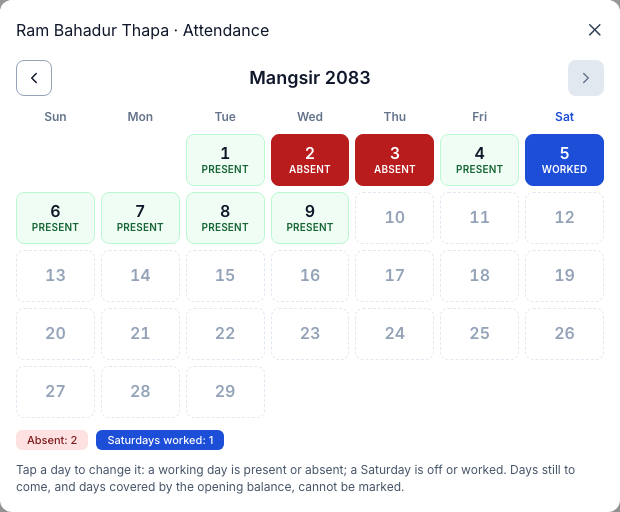 Ram Bahadur Thapa · Attendance
Mangsir 2083
Sun Mon Tue Wed Thu Fri Sat
1 2 3 4 5
PRESENT ABSENT ABSENT PRESENT WORKED
6 7 8 9 10 11 12
PRESENT PRESENT PRESENT PRESENT
13 14 15 16 17 18 19
20 21 22 23 24 25 26
27 28 29
Absent: 2 Saturdays worked: 1
Tap a day to change it: a working day is present or absent; a Saturday is off or worked. Days still to
come, and days covered by the opening balance, cannot be marked.